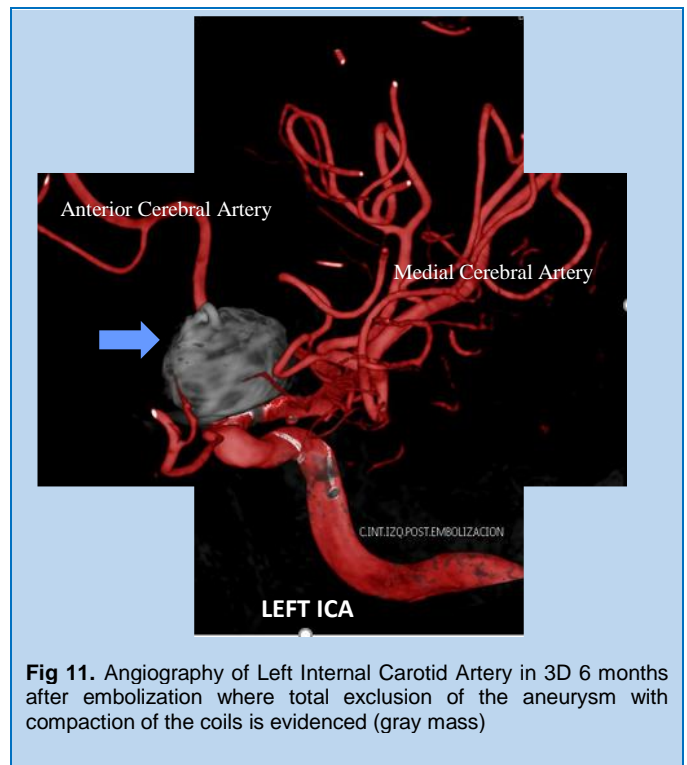 Anterior Cerebral Artery
Medial Cerebral Artery
C.INT.IZQ.POST.EMBOLIZACION
LEFT ICA
Fig 11. Angiography of Left Internal Carotid Artery in 3D 6 months
after embolization where total exclusion of the aneurysm with
compaction of the coils is evidenced (gray mass)